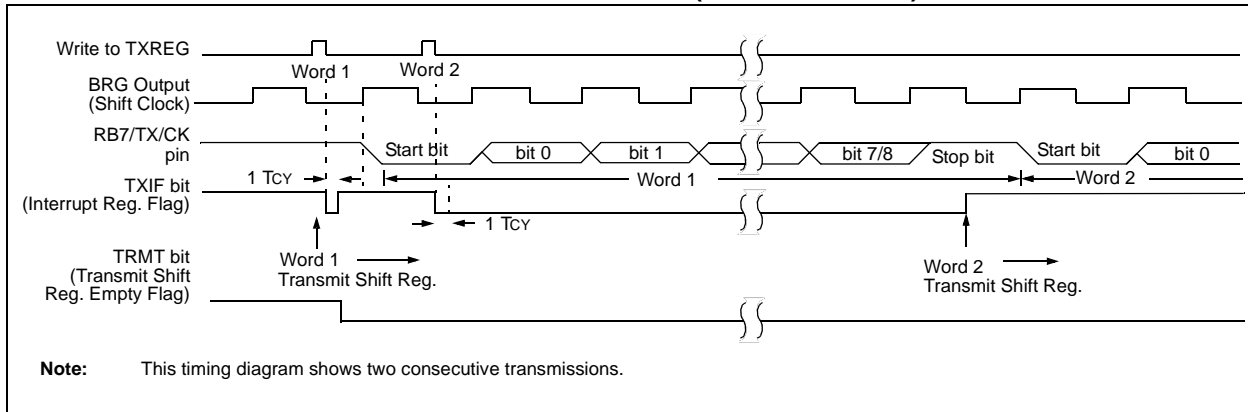 Write to TXREG
Word 1
Word 2
BRG Output
(Shift Clock)
RB7/TX/CK
pin
Start bit
bit 0
bit 1
bit 7/8
Stop bit
Start bit
bit 0
1 TCY
Word 1
Word 2
TXIF bit
(Interrupt Reg. Flag)
1 TCY
TRMT bit
(Transmit Shift
Reg. Empty Flag)
Word 1
Transmit Shift Reg.
Word 2
Transmit Shift Reg.
Note: This timing diagram shows two consecutive transmissions.